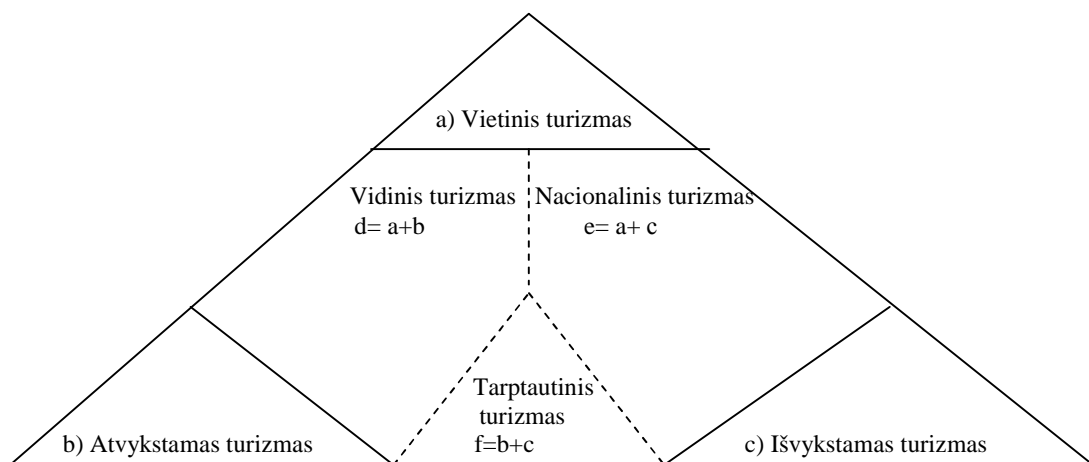 a) Vietinis turizmas
Vidinis turizmas
d= a+b
Nacionalinis turizmas
e= a+ c
Tarptautinis
turizmas
f=b+c
b) Atvykstamas turizmas
c) Išvykstamas turizmas